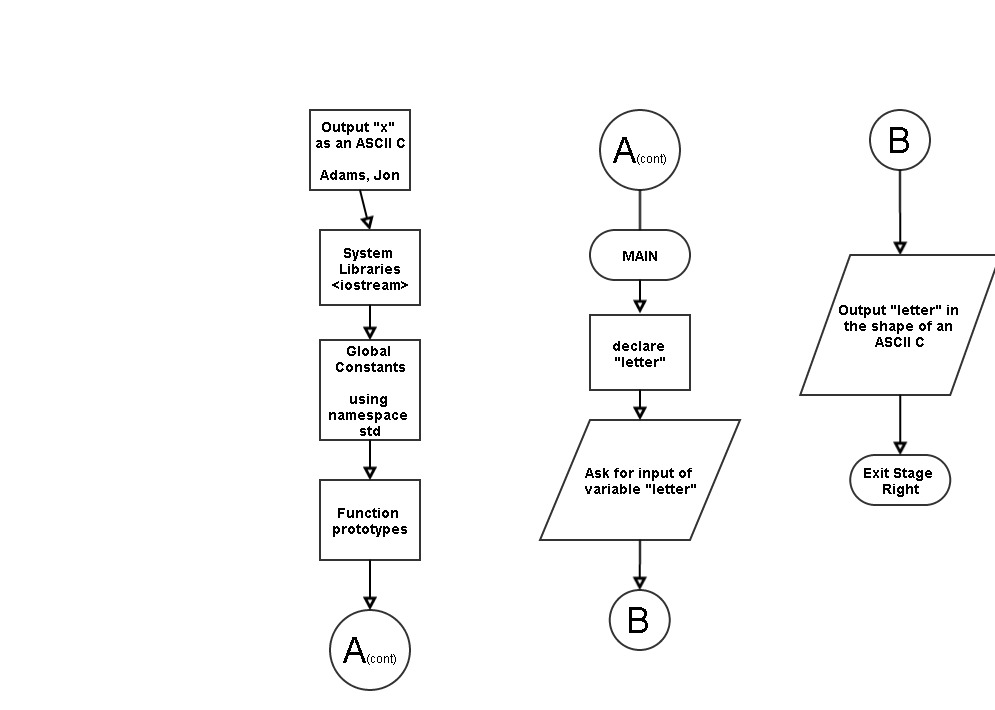 Output "x"
as an ASCII C
Adams, Jon
System
Libraries
<iostream>
Global
Constants
using
namespace
std
Function
prototypes
A(cont)
A(cont)
MAIN
declare
"letter"
Ask for input of
variable "letter"
B
B
Output "letter" in
the shape of an
ASCII C
Exit Stage
Right